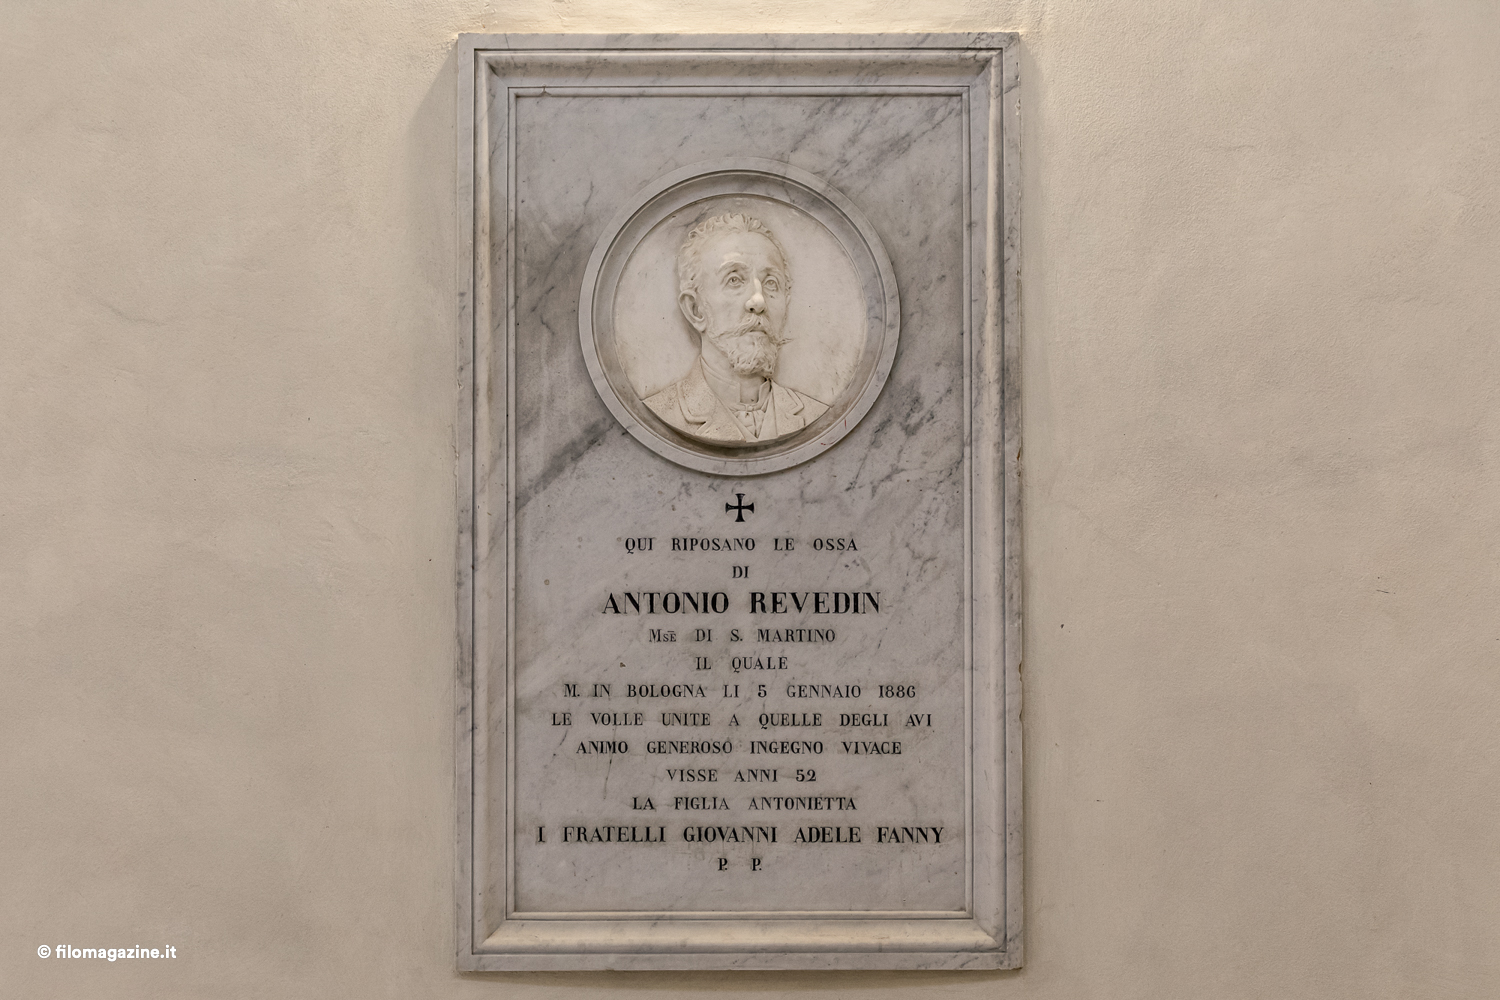 QUI RIPOSANO LE OSSA
DI
ANTONIO REVEDIN
MSE DI S. MARTINO
IL QUALE
M. IN BOLOGNA LI 5 GENNAIO 1886
LE VOLLE UNITE A QUELLE DEGLI AVI
ANIMO GENEROSO INGEGNO VIVACE
VISSE ANNI 52
LA FIGLIA ANTONIETTA
I FRATELLI GIOVANNI ADELE FANNY
P. P.
© filomagazine.it